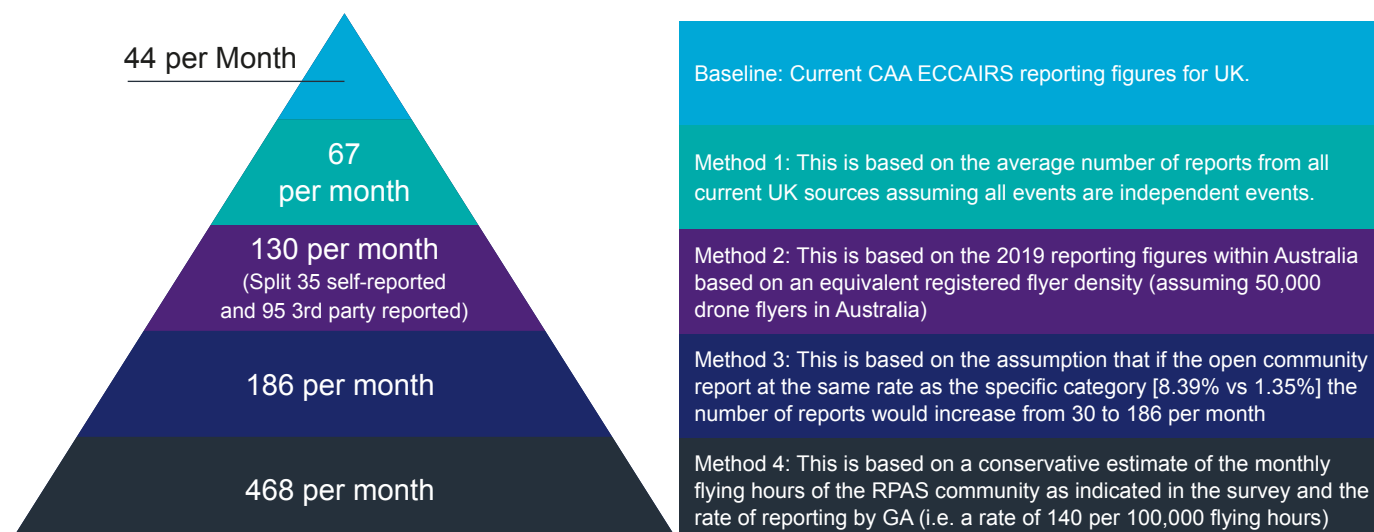 44 per Month
67
per month
130 per month
(Split 35 self-reported
and 95 3rd party reported)
186 per month
468 per month
Baseline: Current CAA ECCAIRS reporting figures for UK.
Method 1: This is based on the average number of reports from all
current UK sources assuming all events are independent events.
Method 2: This is based on the 2019 reporting figures within Australia
based on an equivalent registered flyer density (assuming 50,000
drone flyers in Australia)
Method 3: This is based on the assumption that if the open community
report at the same rate as the specific category [8.39% vs 1.35%] the
number of reports would increase from 30 to 186 per month
Method 4: This is based on a conservative estimate of the monthly
flying hours of the RPAS community as indicated in the survey and the
rate of reporting by GA (i.e. a rate of 140 per 100,000 flying hours)